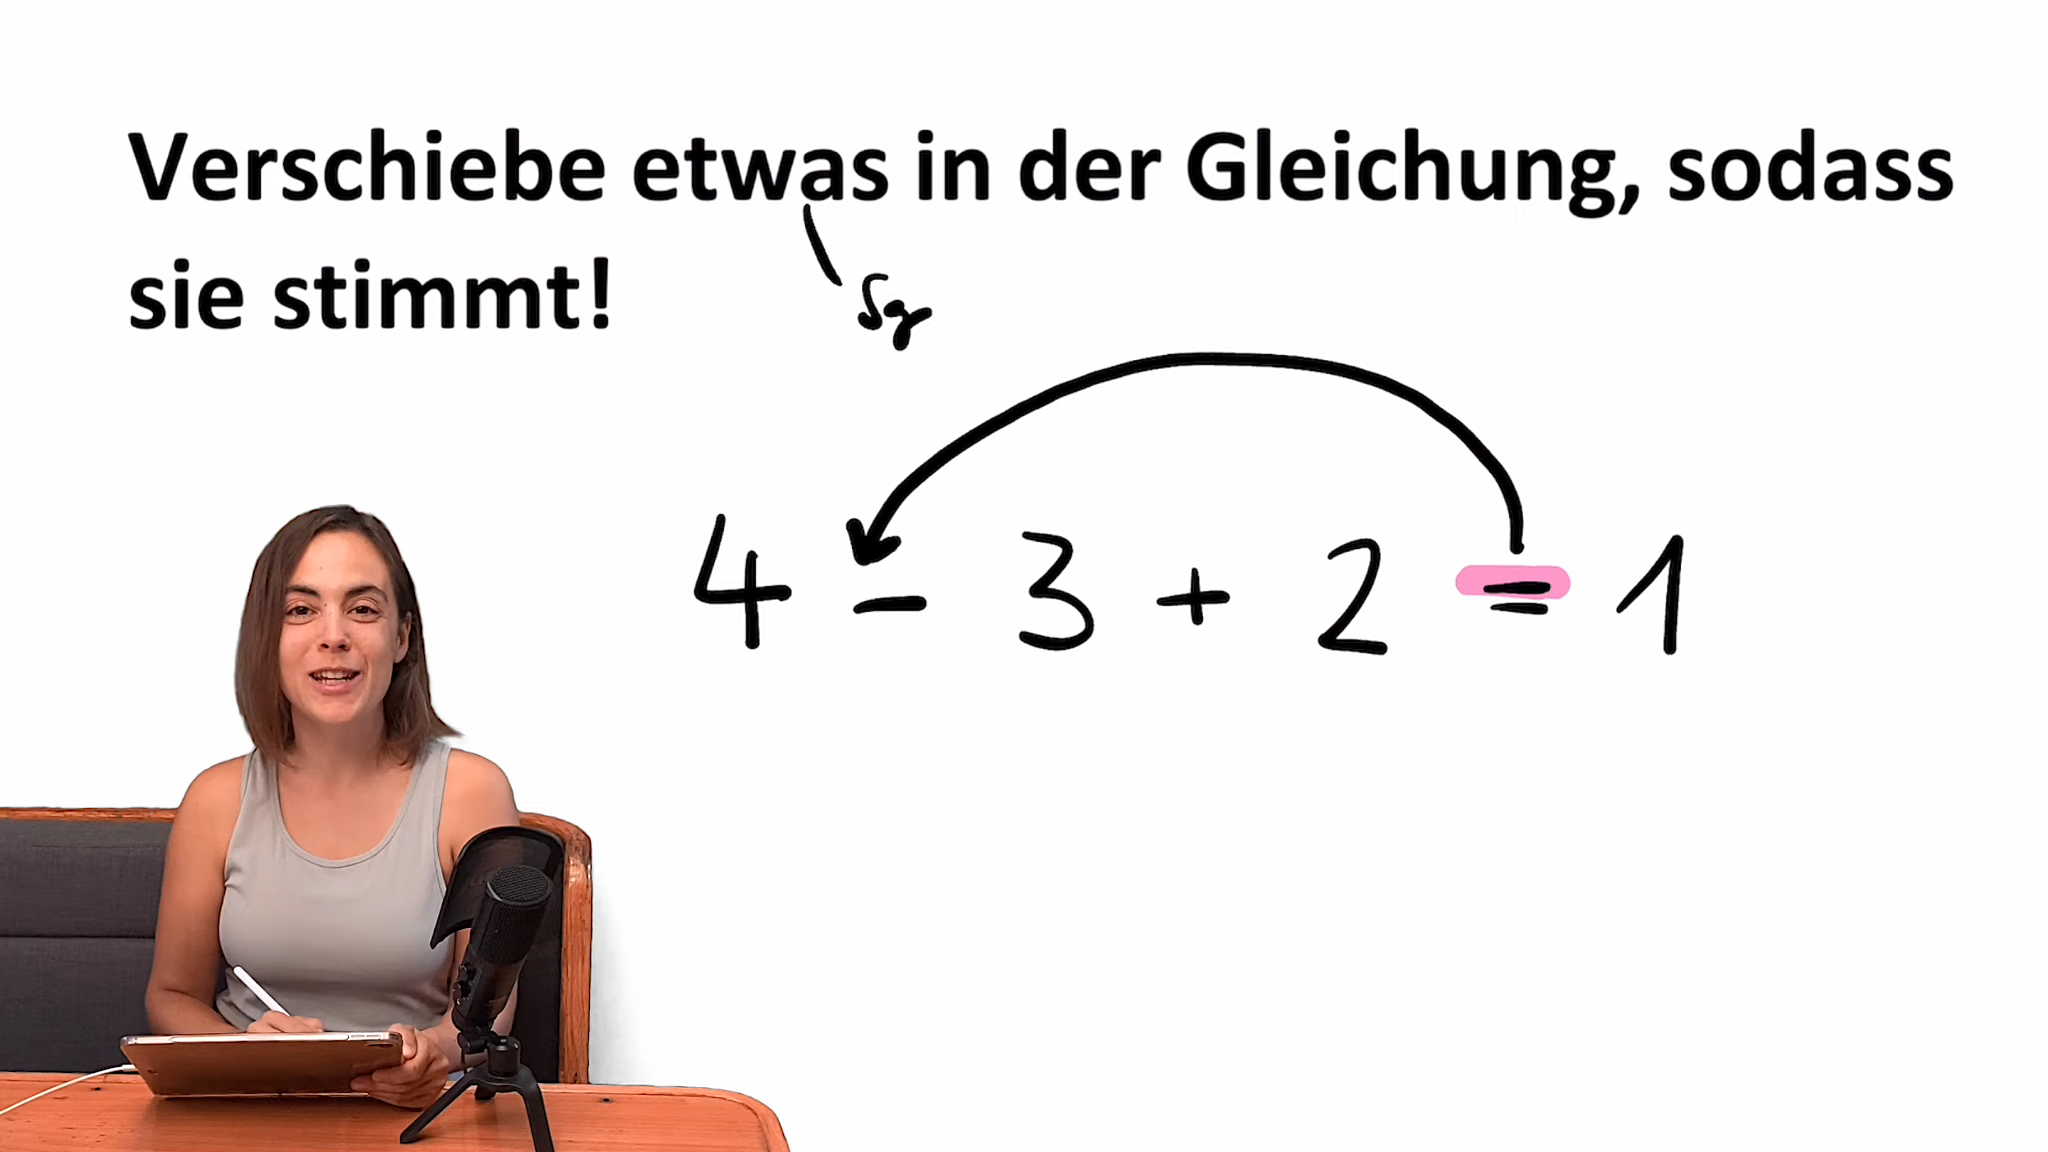 Verschiebe etwas in der Gleichung, sodass
sie stimmt!
4 - 3 + 2 = 1